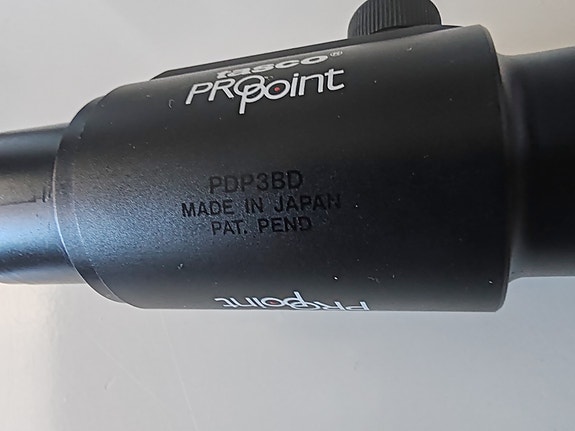 tasco®
PROpoint
PDP3BD
MADE IN JAPAN
PAT. PEND
PROpoint